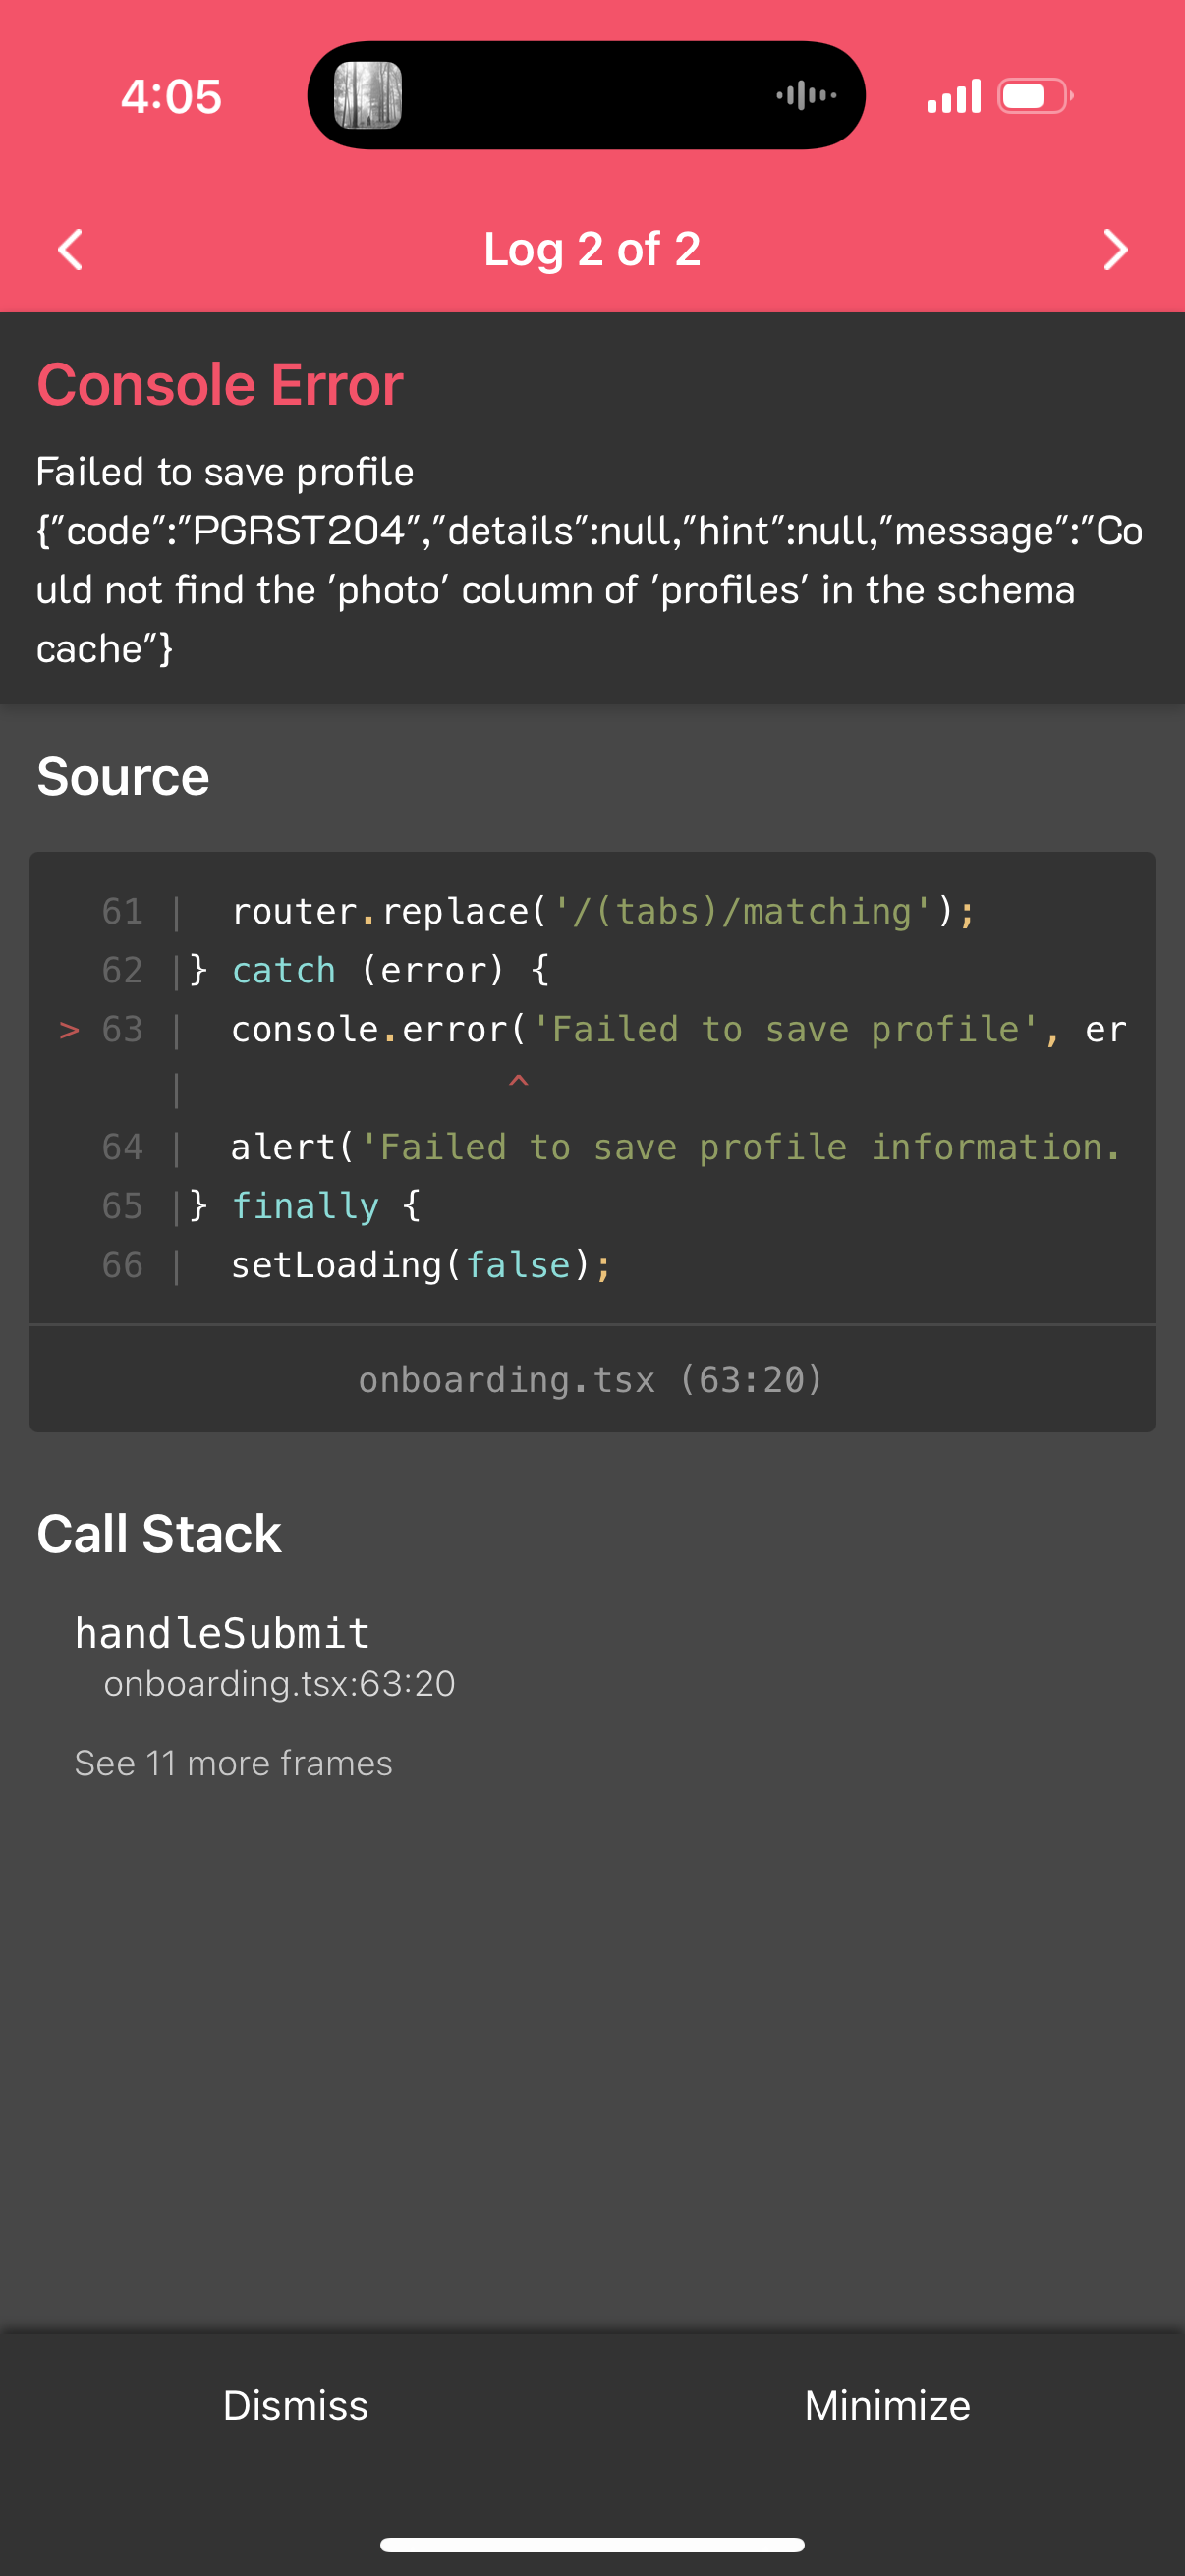 4:05
Log 2 of 2
Console Error
Failed to save profile
{"code":"PGRST204","details":null,"hint":null,"message":"Co
uld not find the 'photo' column of 'profiles' in the schema
cache"}
Source
61 |   router.replace('/(tabs)/matching');
62 | } catch (error) {
> 63 |   console.error('Failed to save profile', er
|                ^
64 |   alert('Failed to save profile information.
65 | } finally {
66 |   setLoading(false);
onboarding.tsx (63:20)
Call Stack
handleSubmit
onboarding.tsx:63:20
See 11 more frames
Dismiss Minimize